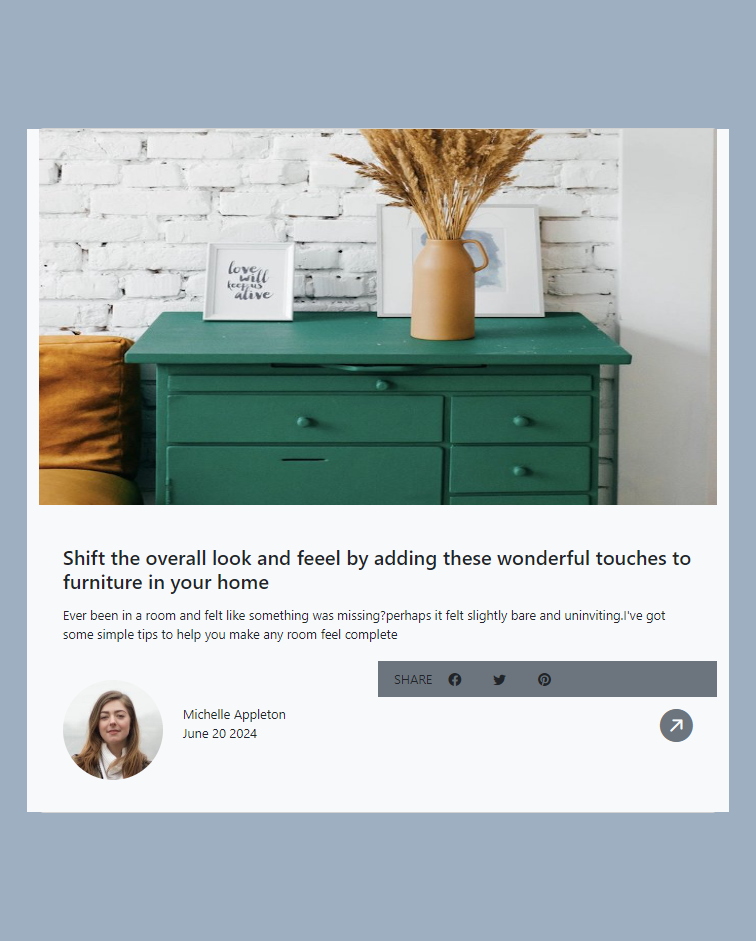 love
will
keep us
alive
Shift the overall look and feeel by adding these wonderful touches to
furniture in your home
Ever been in a room and felt like something was missing?perhaps it felt slightly bare and uninviting.I've got
some simple tips to help you make any room feel complete
SHARE
Michelle Appleton
June 20 2024